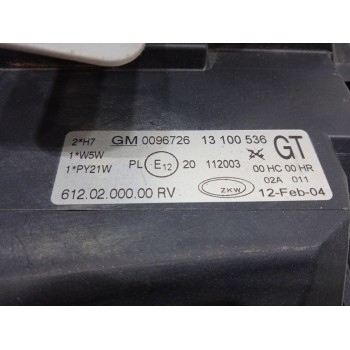 2*H7 GM 0096726 13 100 536 GT
1*W5W
1*PY21W PL E12 20 112003 00 HC 00 HR
02A 011
612.02.000.00 RV ZKW 12-Feb-04